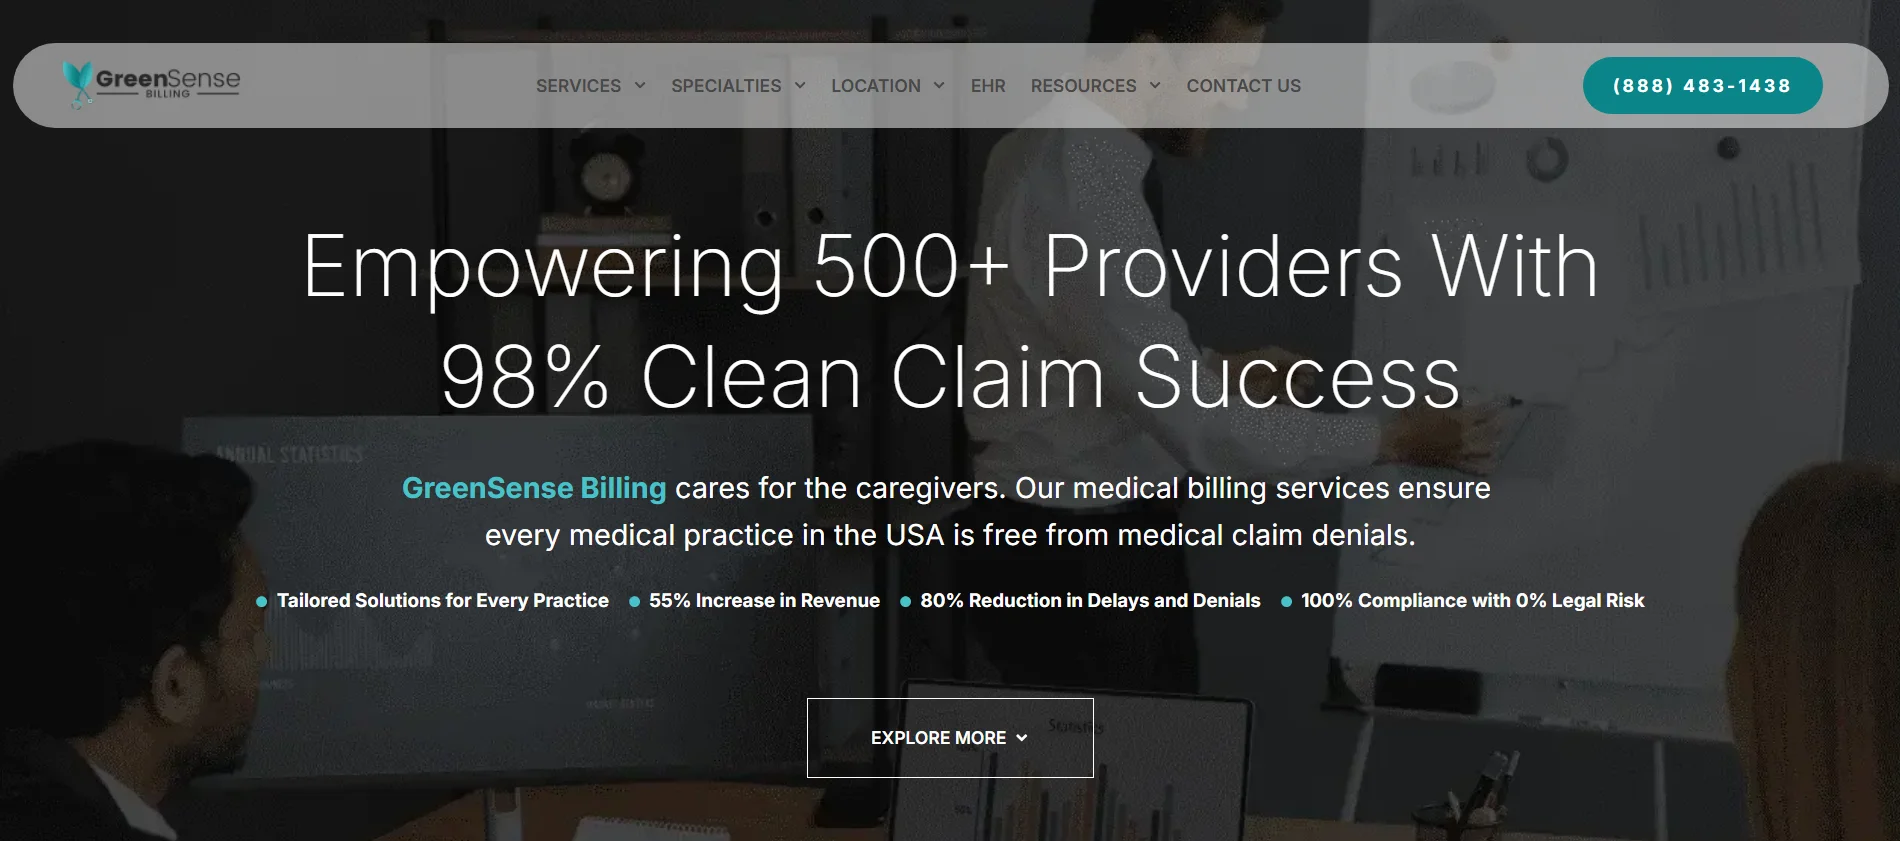 GreenSense
BILLING
SERVICES
SPECIALTIES
LOCATION
EHR
RESOURCES
CONTACT US
(888) 483-1438
Empowering 500+ Providers With
98% Clean Claim Success
ANNUAL STATISTICS
GreenSense Billing cares for the caregivers. Our medical billing services ensure
every medical practice in the USA is free from medical claim denials.
Tailored Solutions for Every Practice
55% Increase in Revenue
80% Reduction in Delays and Denials
100% Compliance with 0% Legal Risk
Statistics
EXPLORE MORE